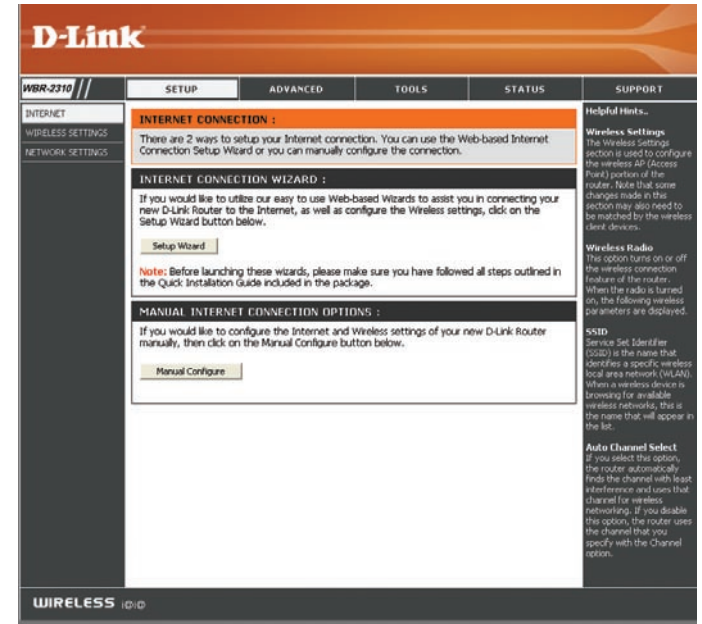 D-Link
WBR-2310
SETUP
ADVANCED
TOOLS
STATUS
SUPPORT
INTERNET
WIRELESS SETTINGS
NETWORK SETTINGS
INTERNET CONNECTION :
There are 2 ways to setup your Internet connection. You can use the Web-based Internet
Connection Setup Wizard or you can manually configure the connection.
INTERNET CONNECTION WIZARD :
If you would like to utilize our easy to use Web-based Wizards to assist you in connecting your
new D-Link Router to the Internet, as well as configure the Wireless settings, click on the
Setup Wizard button below.
Setup Wizard
Note: Before launching these wizards, please make sure you have followed all steps outlined in
the Quick Installation Guide included in the package.
MANUAL INTERNET CONNECTION OPTIONS :
If you would like to configure the Internet and Wireless settings of your new D-Link Router
manually, then click on the Manual Configure button below.
Manual Configure
Helpful Hints..
Wireless Settings
The Wireless Settings
section is used to configure
the wireless AP (Access
Point) portion of the
router. Note that some
changes made in this
section may also need to
be matched by the wireless
client devices.
Wireless Radio
This option turns on or off
the wireless connection
feature of the router.
When the radio is turned
on, the following wireless
parameters are displayed.
SSID
Service Set Identifier
(SSID) is the name that
identifies a specific wireless
local area network (WLAN).
When a wireless device is
browsing for available
wireless networks, this is
the name that will appear in
the list.
Auto Channel Select
If you select this option,
the router automatically
finds the channel with least
interference and uses that
channel for wireless
networking. If you disable
this option, the router uses
the channel that you
specify with the Channel
option.
WIRELESS